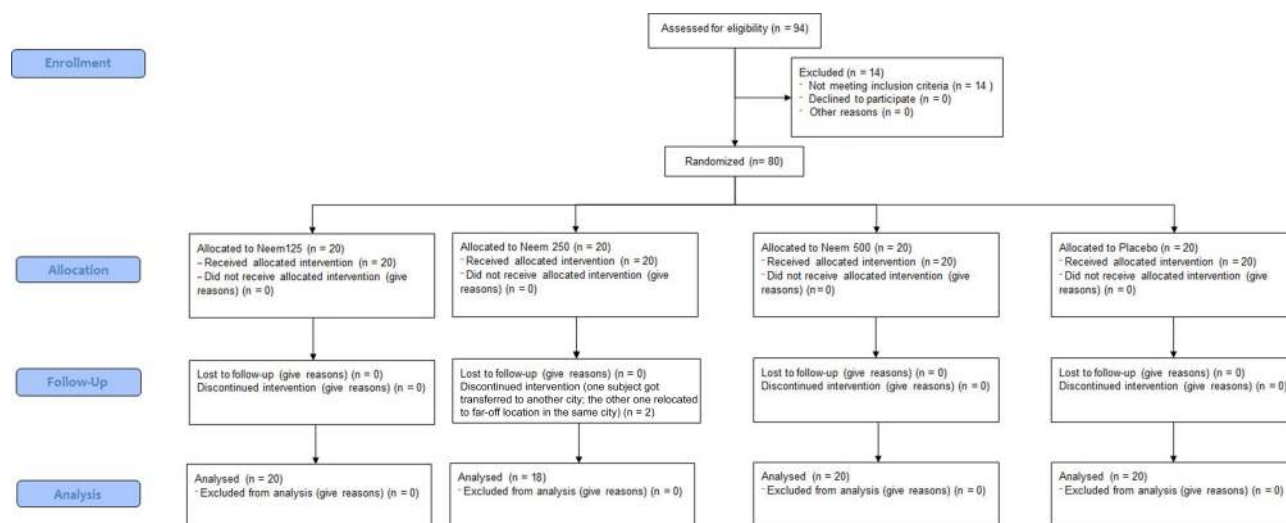 Enrollment
Assessed for eligibility (n = 94)
Excluded (n = 14)
- Not meeting inclusion criteria (n = 14 )
- Declined to participate (n = 0)
- Other reasons (n = 0)
Randomized (n= 80)
Allocation
Allocated to Neem125 (n = 20)
– Received allocated intervention (n = 20)
– Did not receive allocated intervention (give
reasons) (n = 0)
Allocated to Neem 250 (n = 20)
- Received allocated intervention (n = 20)
- Did not receive allocated intervention (give
reasons) (n = 0)
Allocated to Neem 500 (n = 20)
- Received allocated intervention (n = 20)
- Did not receive allocated intervention (give
reasons) (n= 0)
Allocated to Placebo (n = 20)
- Received allocated intervention (n = 20)
- Did not receive allocated intervention (give
reasons) (n = 0)
Follow-Up
Lost to follow-up (give reasons) (n = 0)
Discontinued intervention (give reasons) (n = 0)
Lost to follow-up (give reasons) (n = 0)
Discontinued intervention (one subject got
transferred to another city; the other one relocated
to far-off location in the same city) (n = 2)
Lost to follow-up (give reasons) (n = 0)
Discontinued intervention (give reasons) (n = 0)
Lost to follow-up (give reasons) (n = 0)
Discontinued intervention (give reasons) (n = 0)
Analysis
Analysed (n = 20)
- Excluded from analysis (give reasons) (n = 0)
Analysed (n = 18)
- Excluded from analysis (give reasons) (n = 0)
Analysed (n = 20)
- Excluded from analysis (give reasons) (n = 0)
Analysed (n = 20)
- Excluded from analysis (give reasons) (n = 0)